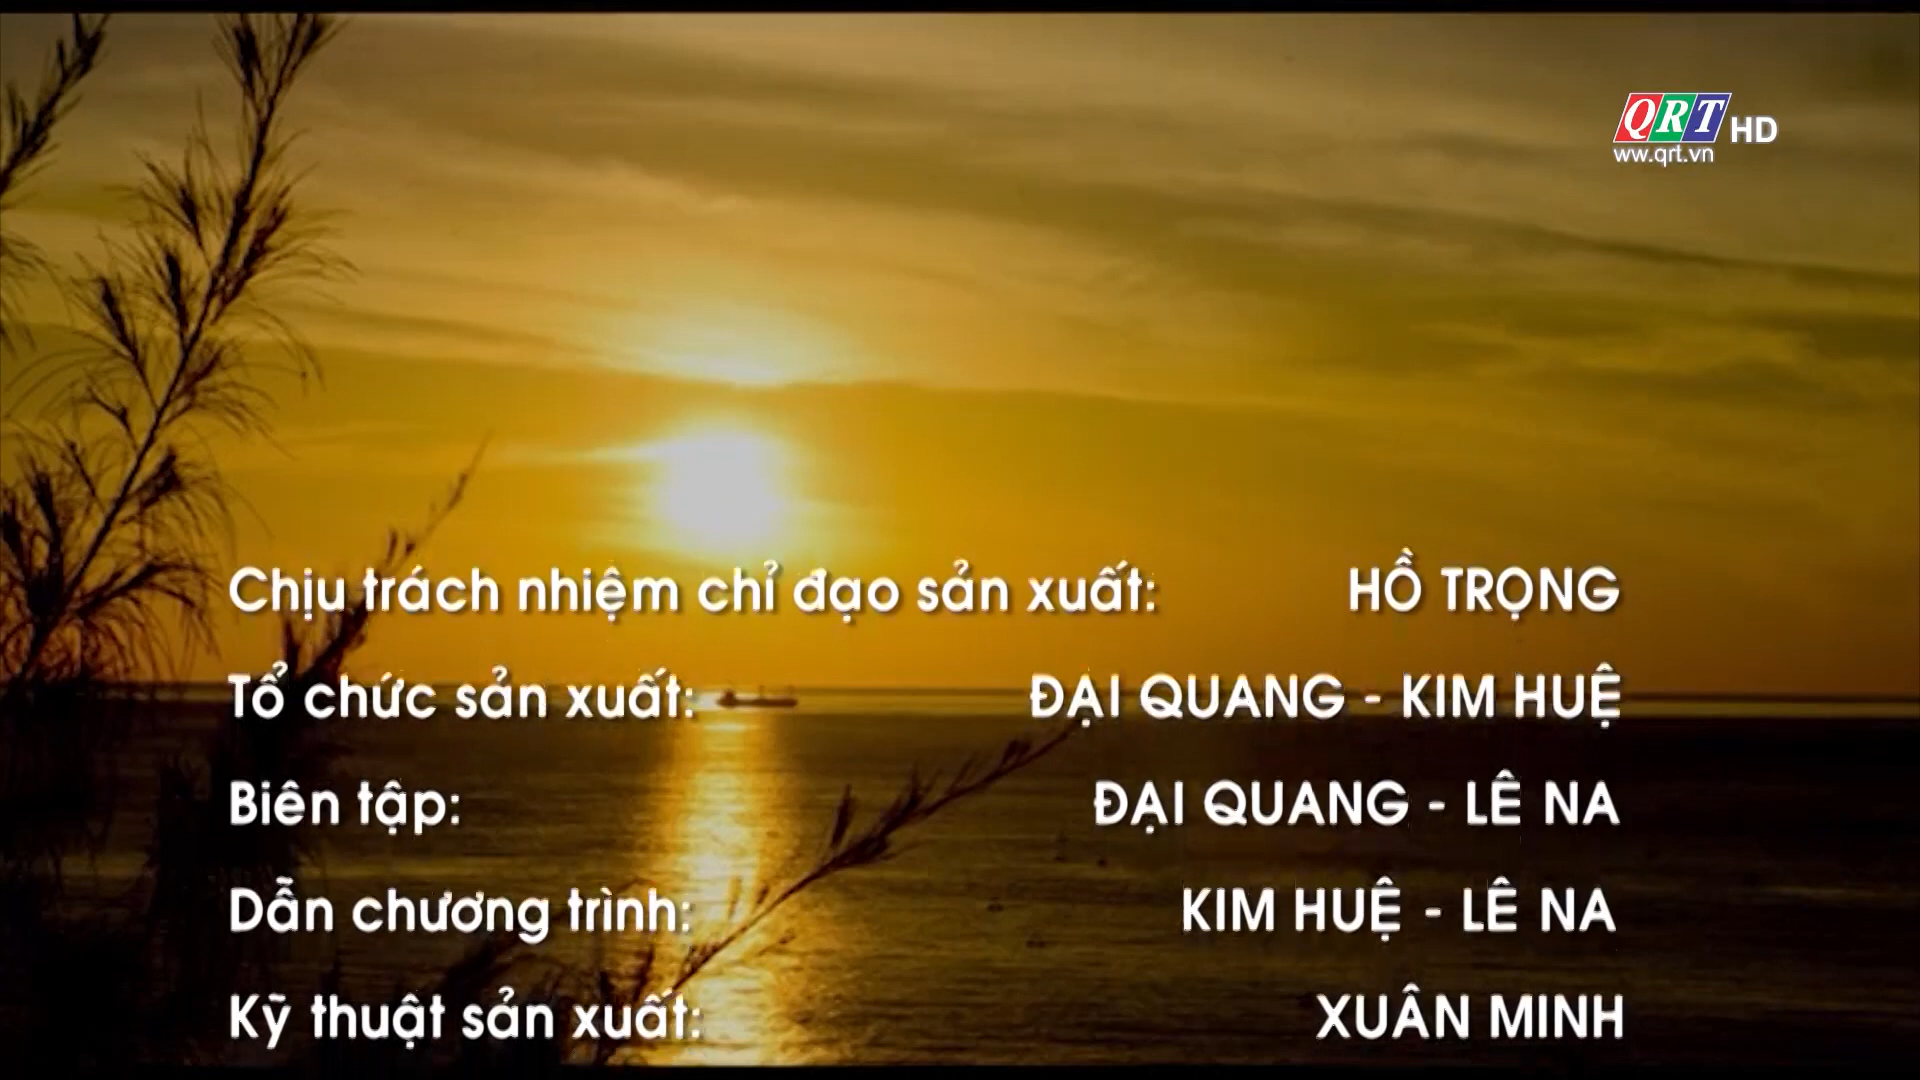 QRT HD
ww.qrt.vn
Chịu trách nhiệm chỉ đạo sản xuất: HỒ TRỌNG
Tổ chức sản xuất: ĐẠI QUANG - KIM HUỆ
Biên tập: ĐẠI QUANG - LÊ NA
Dẫn chương trình: KIM HUỆ - LÊ NA
Kỹ thuật sản xuất: XUÂN MINH